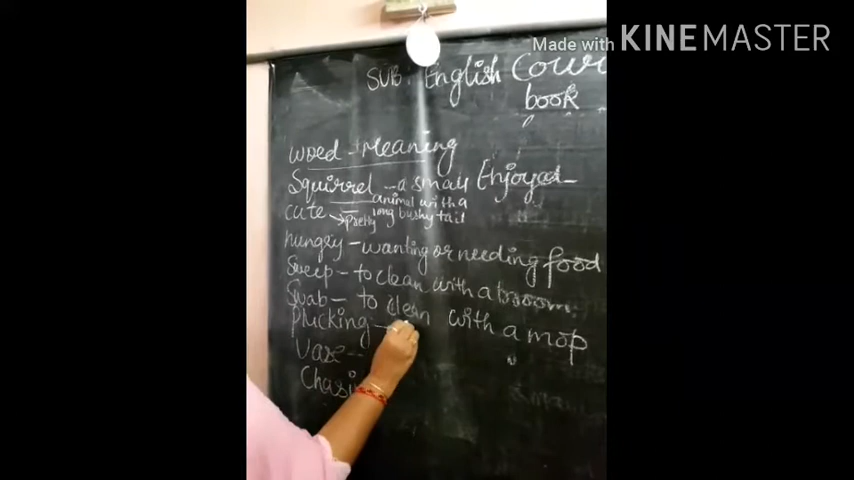 Made with KINEMASTER
SUB. English Cour
book
Word - Meaning
Squirrel - a small Enjoyed -
animal with a
cute → Pretty long bushy tail
hungry - wanting or needing food
Sweep - to clean with a broom.
Swab - to clean with a mop
Plucking -
Vase --
Chasi